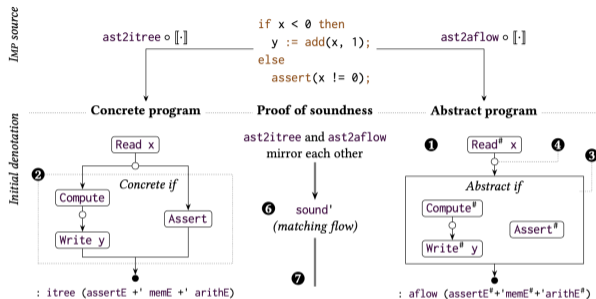 IMP source
if x < 0 then
y := add(x, 1);
else
assert(x != 0);
ast2itree ∘ ⟦·⟧
ast2aflow ∘ ⟦·⟧
Initial denotation
Concrete program
Proof of soundness
Abstract program
Read x
❷
Concrete if
Compute
Write y
Assert
: itree (assertE +' memE +' arithE)
ast2itree and ast2aflow
mirror each other
❻
sound'
(matching flow)
❼
❶
Read# x
❹
❸
Abstract if
Compute#
Write# y
Assert#
: aflow (assertE#+'memE#+'arithE#)